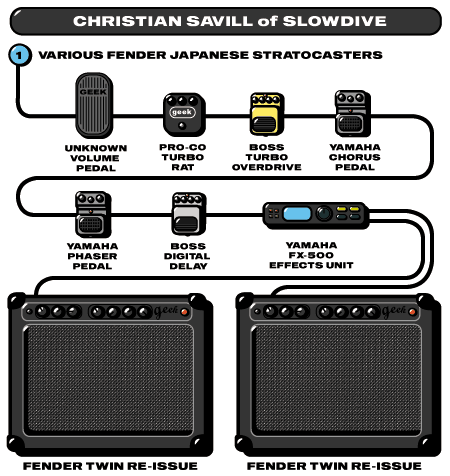 CHRISTIAN SAVILL of SLOWDIVE
1 VARIOUS FENDER JAPANESE STRATOCASTERS
GEEK
geek
UNKNOWN
VOLUME
PEDAL
PRO-CO
TURBO
RAT
BOSS
TURBO
OVERDRIVE
YAMAHA
CHORUS
PEDAL
YAMAHA
PHASER
PEDAL
BOSS
DIGITAL
DELAY
YAMAHA
FX-500
EFFECTS UNIT
geek
geek
FENDER TWIN RE-ISSUE
FENDER TWIN RE-ISSUE